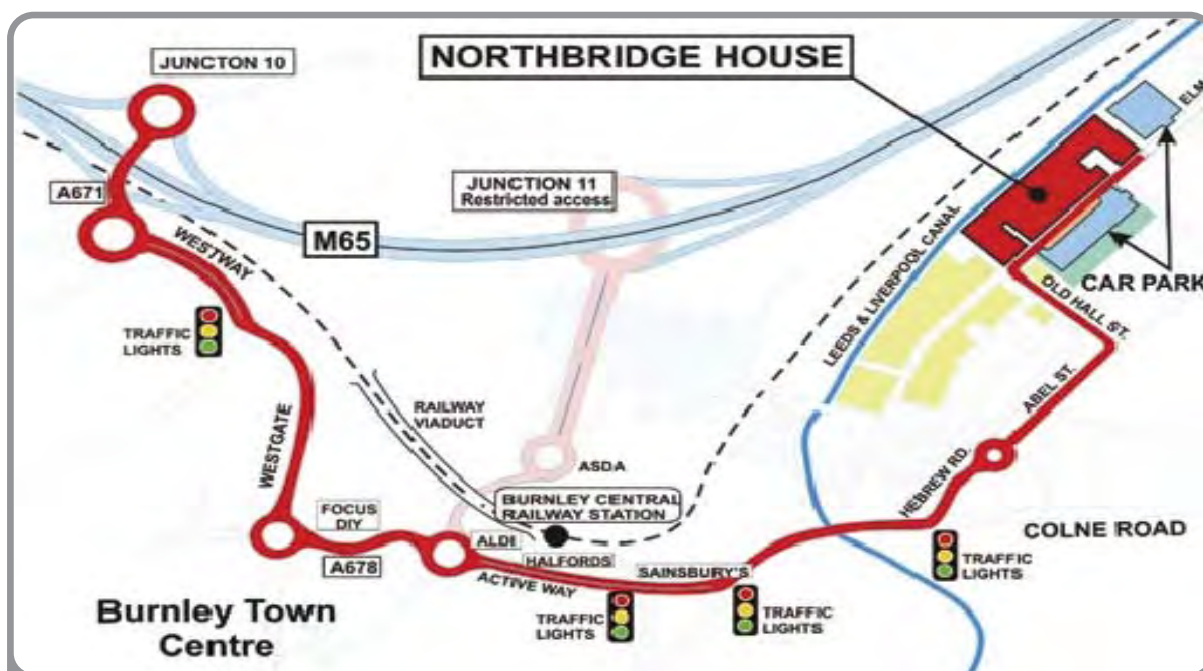 JUNCTON 10
NORTHBRIDGE HOUSE
ELM
A671
JUNCTION 11
Restricted access
M65
WESTWAY
LEEDS & LIVERPOOL CANAL
CAR PARK
OLD HALL ST.
TRAFFIC
LIGHTS
ABEL ST.
RAILWAY
VIADUCT
WESTGATE
ASDA
HEBREW RD.
BURNLEY CENTRAL
RAILWAY STATION
FOCUS
DIY
COLNE ROAD
ALDI
HALFORDS
A678
SAINSBURY'S
ACTIVE WAY
TRAFFIC
LIGHTS
TRAFFIC
LIGHTS
TRAFFIC
LIGHTS
Burnley Town
Centre